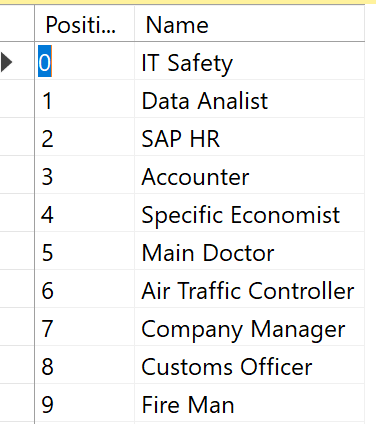 Positi... Name
0 IT Safety
1 Data Analist
2 SAP HR
3 Accounter
4 Specific Economist
5 Main Doctor
6 Air Traffic Controller
7 Company Manager
8 Customs Officer
9 Fire Man